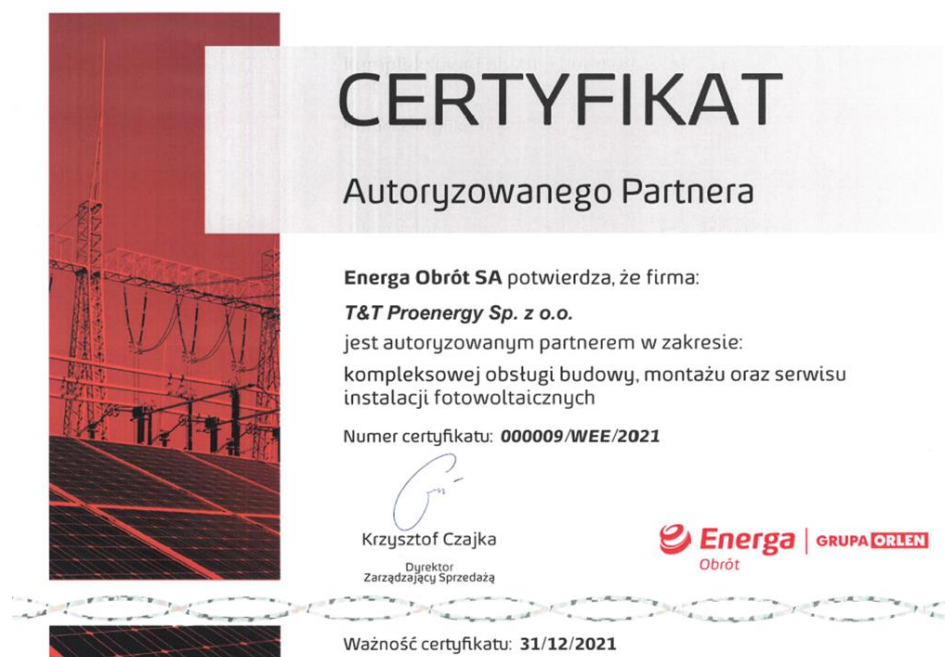 CERTYFIKAT
Autoryzowanego Partnera
Energa Obrót SA potwierdza, że firma:
T&T Proenergy Sp. z o.o.
jest autoryzowanym partnerem w zakresie:
kompleksowej obsługi budowy, montażu oraz serwisu
instalacji fotowoltaicznych
Numer certyfikatu: 000009/WEE/2021
Krzysztof Czajka
Dyrektor
Zarządzający Sprzedażą
Energa
Obrót
GRUPA ORLEN
Ważność certyfikatu: 31/12/2021